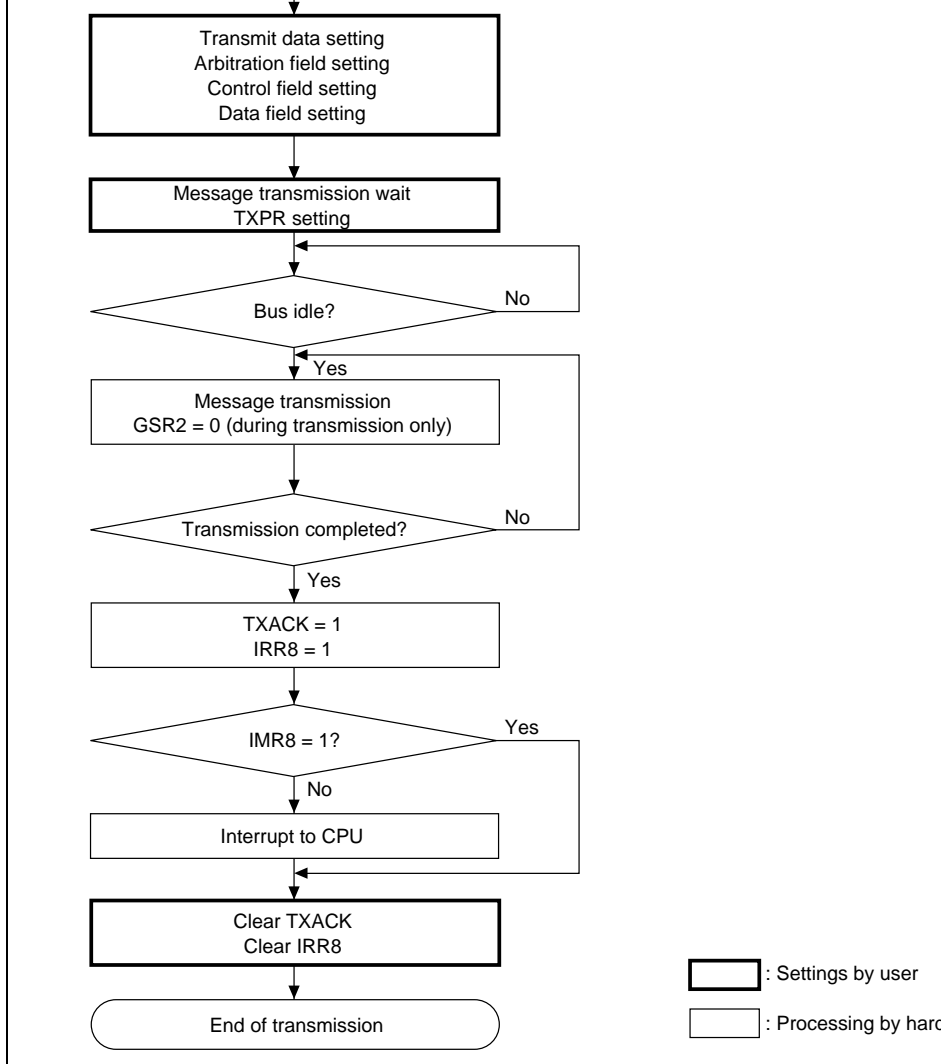 Transmit data setting
Arbitration field setting
Control field setting
Data field setting
Message transmission wait
TXPR setting
Bus idle?
No
Yes
Message transmission
GSR2 = 0 (during transmission only)
Transmission completed?
No
Yes
TXACK = 1
IRR8 = 1
IMR8 = 1?
Yes
No
Interrupt to CPU
Clear TXACK
Clear IRR8
End of transmission
: Settings by user
: Processing by